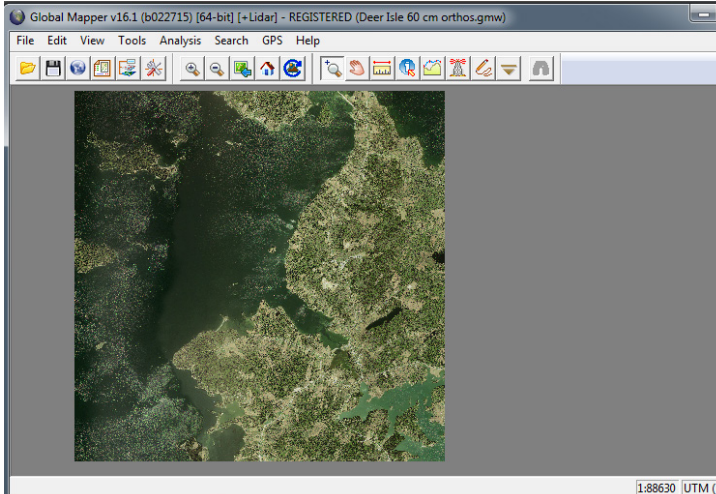 Global Mapper v16.1 (b022715) [64-bit] [+Lidar] - REGISTERED (Deer Isle 60 cm orthos.gmw)
File Edit View Tools Analysis Search GPS Help
1:88630 UTM (